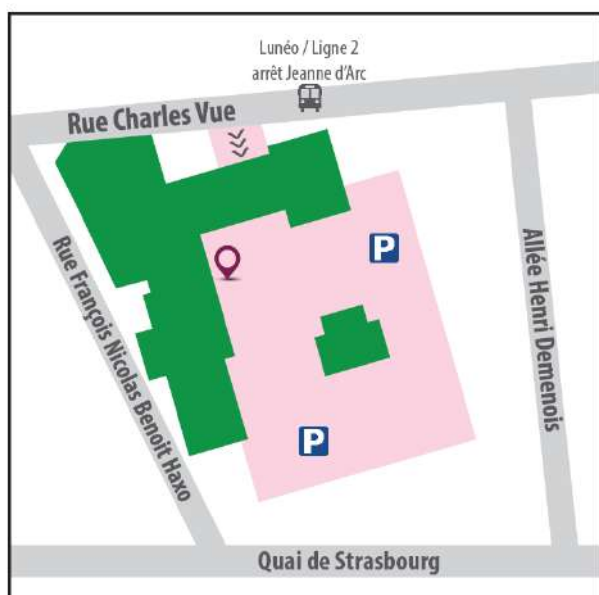 Lunéo / Ligne 2
arrêt Jeanne d'Arc
Rue Charles Vue
P
Rue François Nicolas Benoit Haxo
Allée Henri Demenois
P
Quai de Strasbourg